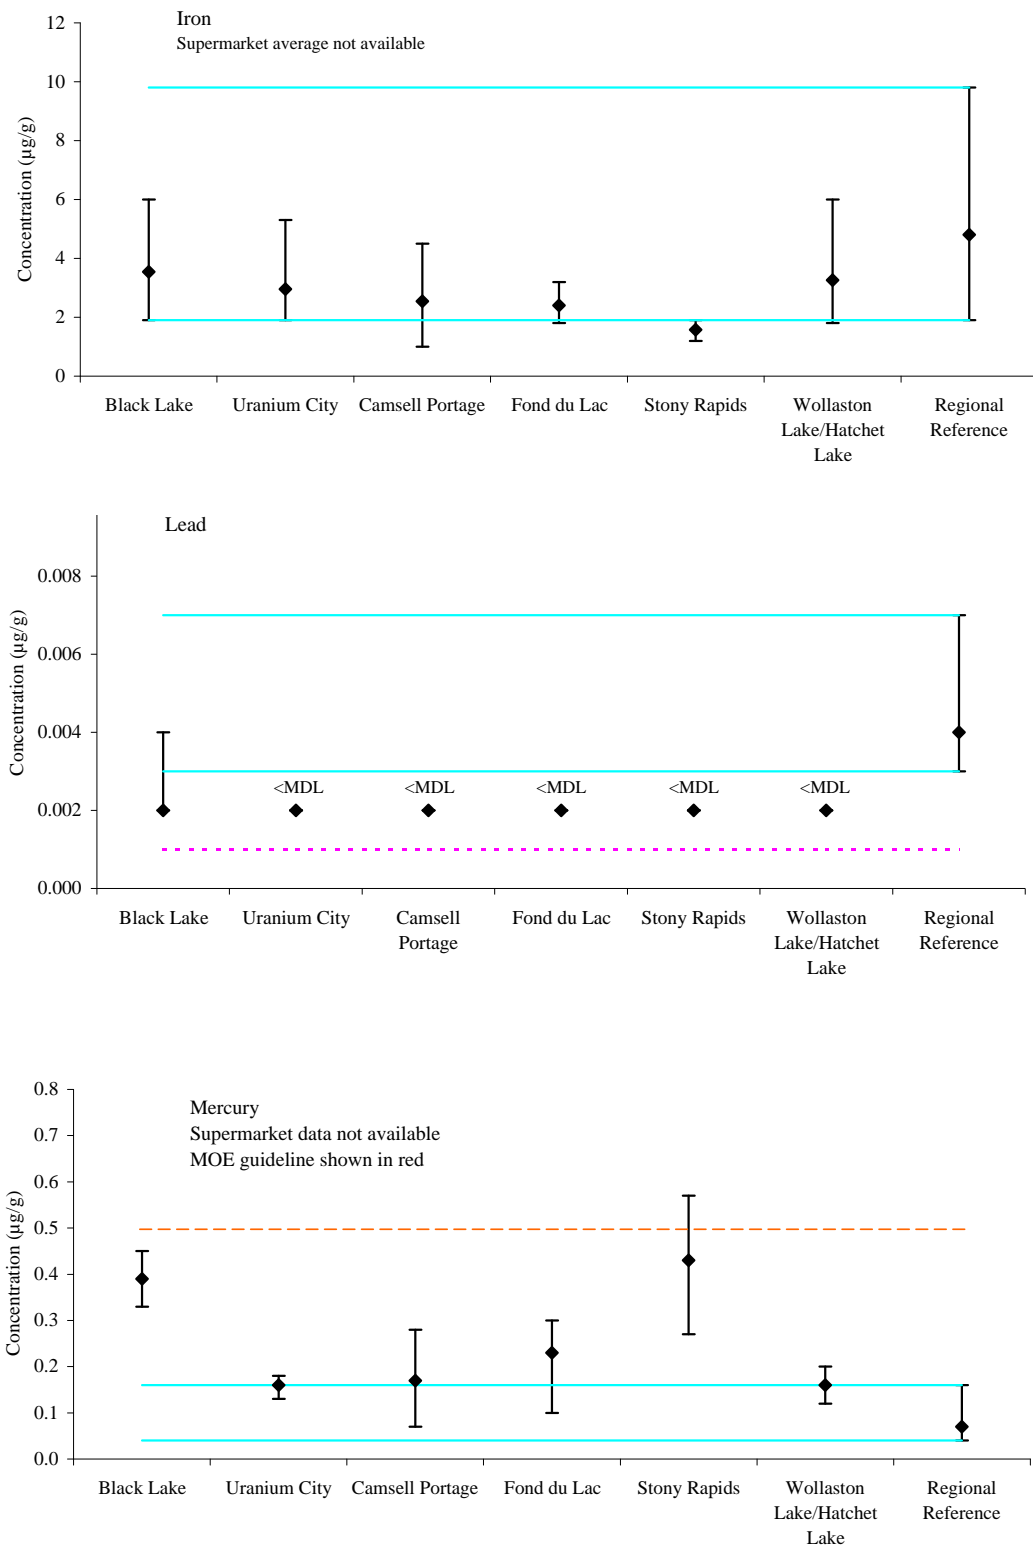 Iron
Supermarket average not available
Concentration (µg/g)
12
10
8
6
4
2
0
Black Lake Uranium City Camsell Portage Fond du Lac Stony Rapids Wollaston Regional
Lake/Hatchet Reference
Lake
Lead
Concentration (µg/g)
0.008
0.006
0.004
0.002
0.000
<MDL <MDL <MDL <MDL <MDL
Black Lake Uranium City Camsell Fond du Lac Stony Rapids Wollaston Regional
Portage Lake/Hatchet Reference
Lake
Mercury
Supermarket data not available
MOE guideline shown in red
Concentration (µg/g)
0.8
0.7
0.6
0.5
0.4
0.3
0.2
0.1
0.0
Black Lake Uranium City Camsell Portage Fond du Lac Stony Rapids Wollaston Regional
Lake/Hatchet Reference
Lake